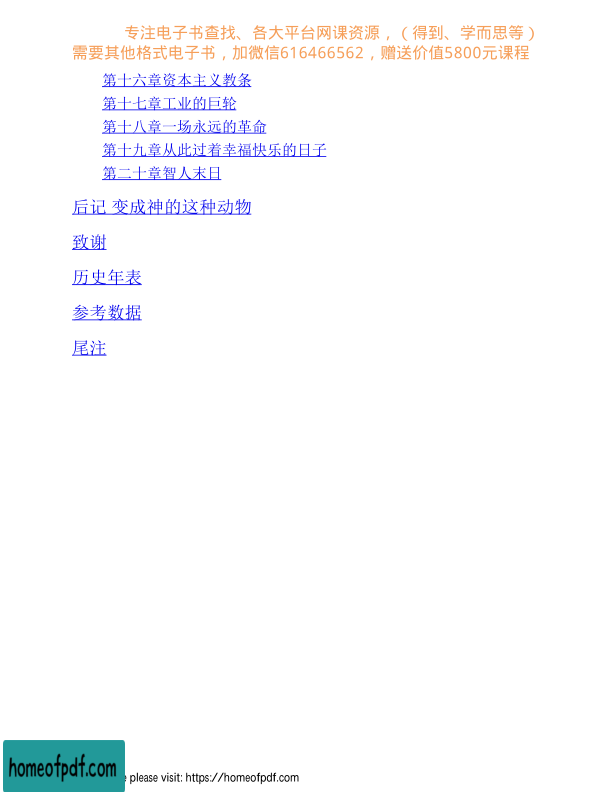 专注电子书查找、各大平台网课资源，（得到、学而思等）
需要其他格式电子书，加微信616466562，赠送价值5800元课程
第十六章资本主义教条
第十七章工业的巨轮
第十八章一场永远的革命
第十九章从此过着幸福快乐的日子
第二十章智人末日
后记 变成神的这种动物
致谢
历史年表
参考数据
尾注
homeofpdf.com
please visit: https://homeofpdf.com